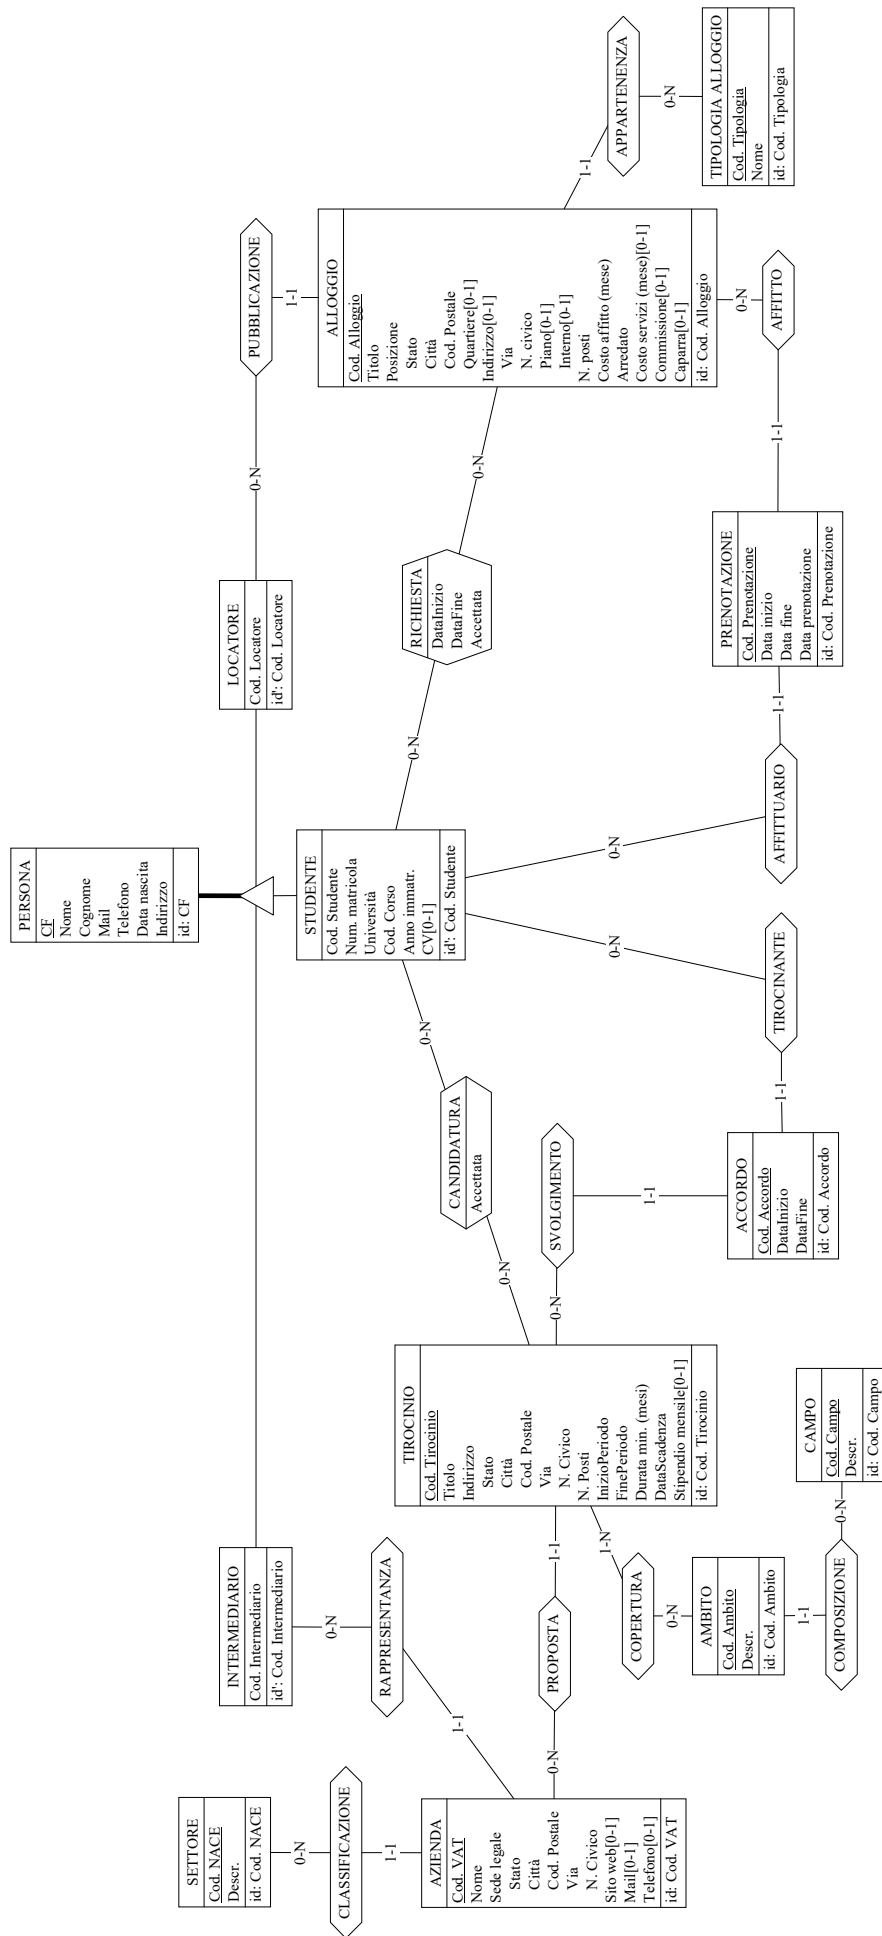 PERSONA
CF
Nome
Cognome
Mail
Telefono
Data nascita
Indirizzo
id: CF
SETTORE
Cod. NACE
Descr.
id: Cod. NACE
0-N
CLASSIFICAZIONE
1-1
AZIENDA
Cod. VAT
Nome
Sede legale
Stato
Città
Cod. Postale
Via
N. Civico
Sito web[0-1]
Mail[0-1]
Telefono[0-1]
id: Cod. VAT
INTERMEDIARIO
Cod. Intermediario
id': Cod. Intermediario
0-N
RAPPRESENTANZA
1-1
0-N
PROPOSTA
1-1
TIROCINIO
Cod. Tirocinio
Titolo
Indirizzo
Stato
Città
Cod. Postale
Via
N. Civico
N. Posti
InizioPeriodo
FinePeriodo
Durata min. (mesi)
DataScadenza
Stipendio mensile[0-1]
id: Cod. Tirocinio
1-N
COPERTURA
0-N
AMBITO
Cod. Ambito
Descr.
id: Cod. Ambito
1-1
COMPOSIZIONE
0-N
CAMPO
Cod. Campo
Descr.
id: Cod. Campo
0-N
CANDIDATURA
Accettata
0-N
0-N
SVOLGIMENTO
1-1
ACCORDO
Cod. Accordo
DataInizio
DataFine
id: Cod. Accordo
1-1
TIROCINANTE
0-N
STUDENTE
Cod. Studente
Num. matricola
Università
Cod. Corso
Anno immatr.
CV[0-1]
id': Cod. Studente
0-N
AFFITTUARIO
1-1
0-N
RICHIESTA
DataInizio
DataFine
Accettata
0-N
PRENOTAZIONE
Cod. Prenotazione
Data inizio
Data fine
Data prenotazione
id: Cod. Prenotazione
1-1
AFFITTO
0-N
LOCATORE
Cod. Locatore
id': Cod. Locatore
0-N
PUBBLICAZIONE
1-1
ALLOGGIO
Cod. Alloggio
Titolo
Posizione
Stato
Città
Cod. Postale
Quartiere[0-1]
Indirizzo[0-1]
Via
N. civico
Piano[0-1]
Interno[0-1]
N. posti
Costo affitto (mese)
Arredato
Costo servizi (mese)[0-1]
Commissione[0-1]
Caparra[0-1]
id: Cod. Alloggio
1-1
APPARTENENZA
0-N
TIPOLOGIA ALLOGGIO
Cod. Tipologia
Nome
id: Cod. Tipologia